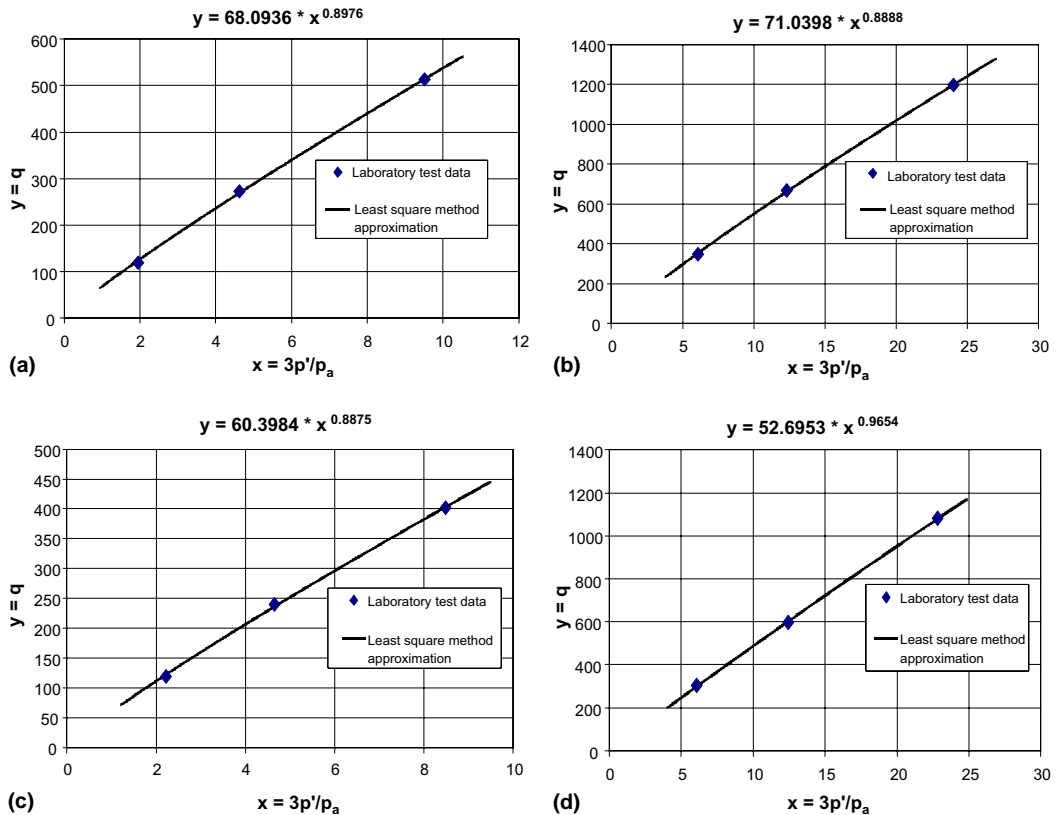 y = 68.0936 * x^0.8976
600
500
400
300
200
100
0
y = q
Laboratory test data
Least square method
approximation
0 2 4 6 8 10 12
x = 3p'/pₐ
(a)
y = 71.0398 * x^0.8888
1400
1200
1000
800
600
400
200
0
y = q
Laboratory test data
Least square method
approximation
0 5 10 15 20 25 30
x = 3p'/pₐ
(b)
y = 60.3984 * x^0.8875
500
450
400
350
300
250
200
150
100
50
0
y = q
Laboratory test data
Least square method
approximation
0 2 4 6 8 10
x = 3p'/pₐ
(c)
y = 52.6953 * x^0.9654
1400
1200
1000
800
600
400
200
0
y = q
Laboratory test data
Least square method
approximation
0 5 10 15 20 25 30
x = 3p'/pₐ
(d)